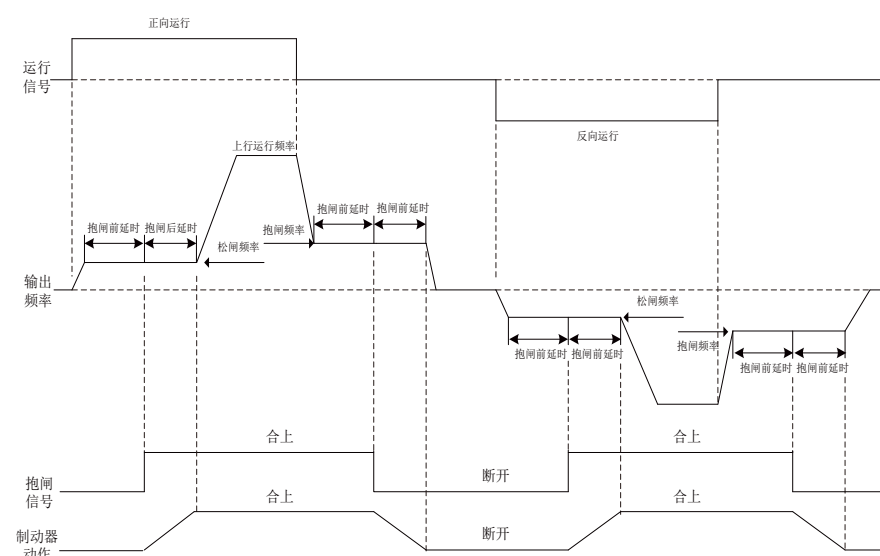 正向运行
运行
信号
反向运行
上行运行频率
抱闸前延时
抱闸后延时
抱闸频率
抱闸前延时
抱闸前延时
松闸频率
输出
频率
松闸频率
抱闸频率
抱闸前延时
抱闸前延时
抱闸前延时
抱闸前延时
合上
合上
抱闸
信号
断开
合上
合上
制动器
动作
断开